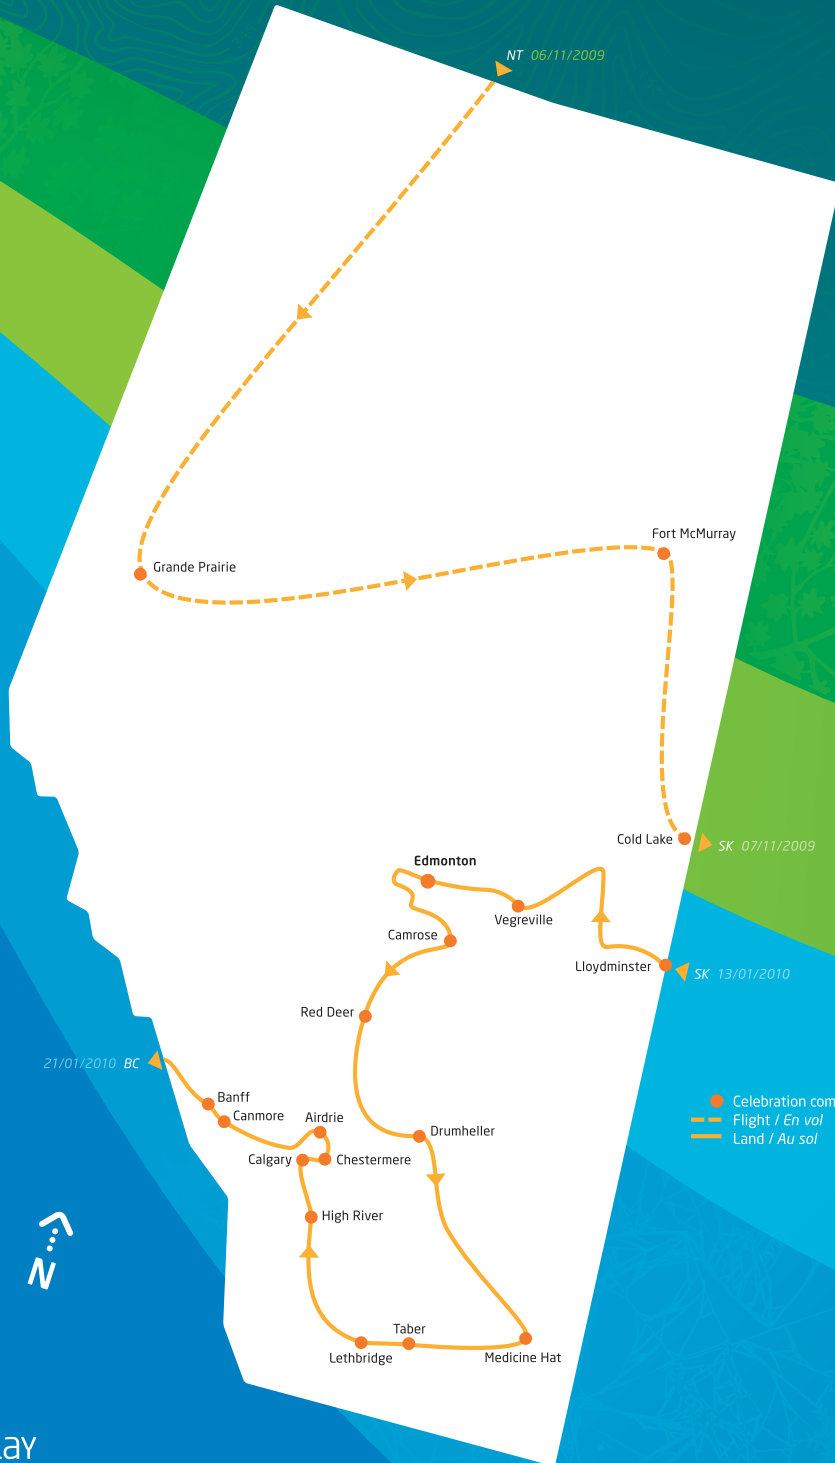 NT 06/11/2009
Fort McMurray
Grande Prairie
Cold Lake
SK 07/11/2009
Edmonton
Vegreville
Camrose
Lloydminster
SK 13/01/2010
Red Deer
21/01/2010 BC
Banff
Canmore
Airdrie
Celebration com
Flight / En vol
Land / Au sol
Drumheller
Calgary
Chestermere
High River
N
Taber
Lethbridge
Medicine Hat